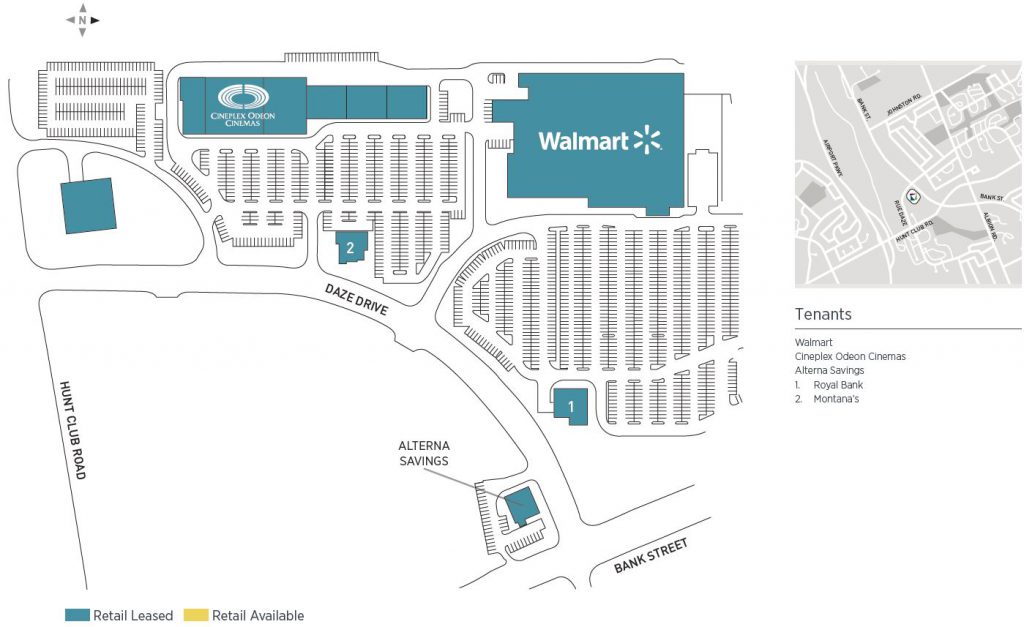 N
CINEPLEX ODEON
CINEMAS
Walmart
2
DAZE DRIVE
HUNT CLUB ROAD
1
ALTERNA
SAVINGS
BANK STREET
Retail Leased
Retail Available
BANK ST.
JOHNSTON RD.
AIRPORT PKWY.
RUE DAZE
BANK ST.
HUNT CLUB RD.
ALBION RD.
Tenants
Walmart
Cineplex Odeon Cinemas
Alterna Savings
1. Royal Bank
2. Montana's